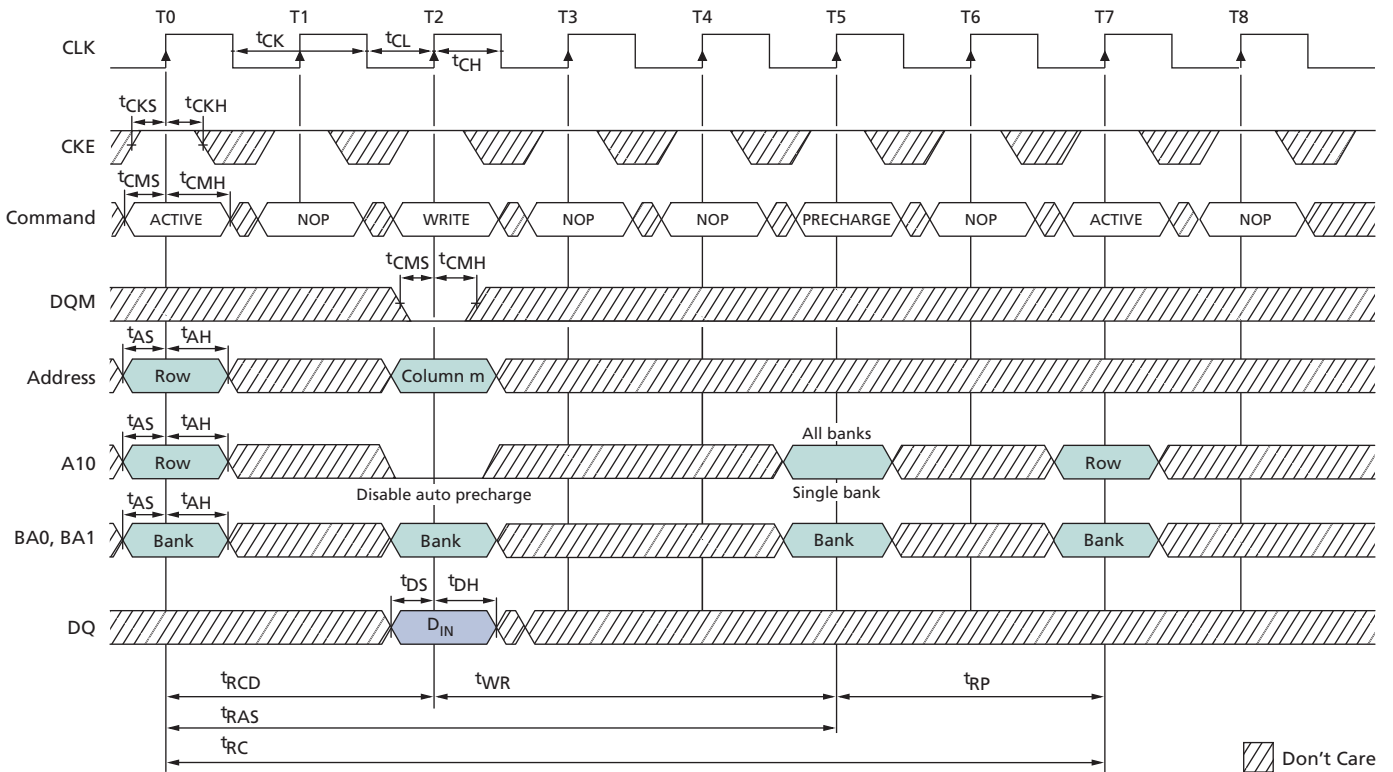 T0 T1 T2 T3 T4 T5 T6 T7 T8
CLK
tCK tCL
tCH
tCKS tCKH
CKE
tCMS tCMH
Command ACTIVE NOP WRITE NOP NOP PRECHARGE NOP ACTIVE NOP
tCMS tCMH
DQM
tAS tAH
Address Row Column m
tAS tAH All banks
A10 Row Row
Disable auto precharge Single bank
tAS tAH
BA0, BA1 Bank Bank Bank Bank
tDS tDH
DQ DIN
tRCD tWR tRP
tRAS
tRC
Don't Care